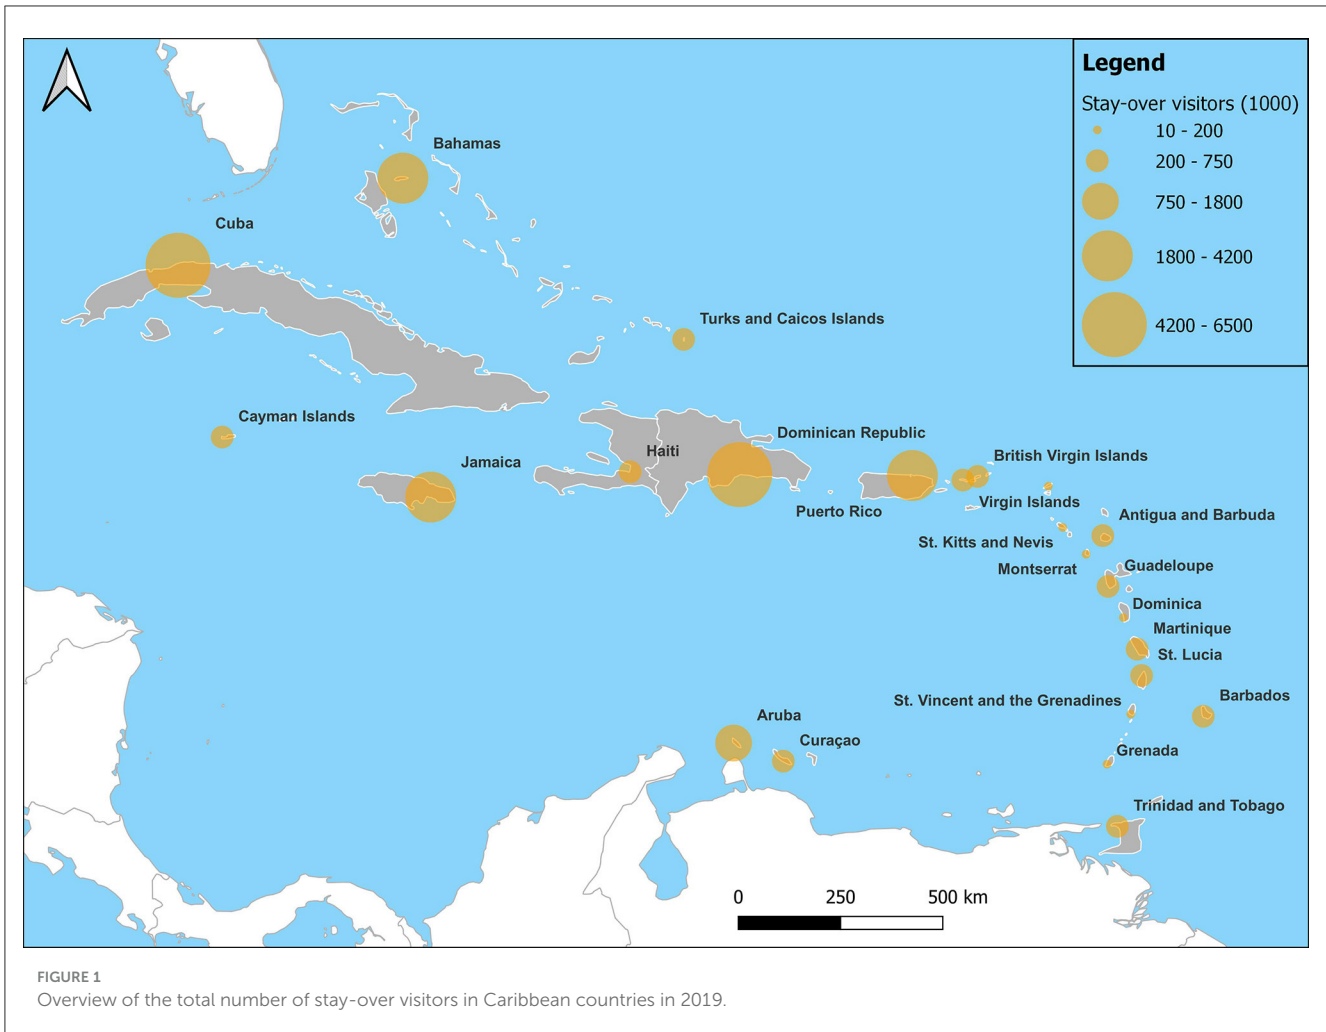 Legend
Stay-over visitors (1000)
10 - 200
200 - 750
750 - 1800
1800 - 4200
4200 - 6500
Bahamas
Cuba
Turks and Caicos Islands
Cayman Islands
Jamaica
Haiti
Dominican Republic
Puerto Rico
British Virgin Islands
Virgin Islands
Antigua and Barbuda
St. Kitts and Nevis
Montserrat
Guadeloupe
Dominica
Martinique
St. Lucia
St. Vincent and the Grenadines
Barbados
Aruba
Curaçao
Grenada
Trinidad and Tobago
0 250 500 km
FIGURE 1
Overview of the total number of stay-over visitors in Caribbean countries in 2019.